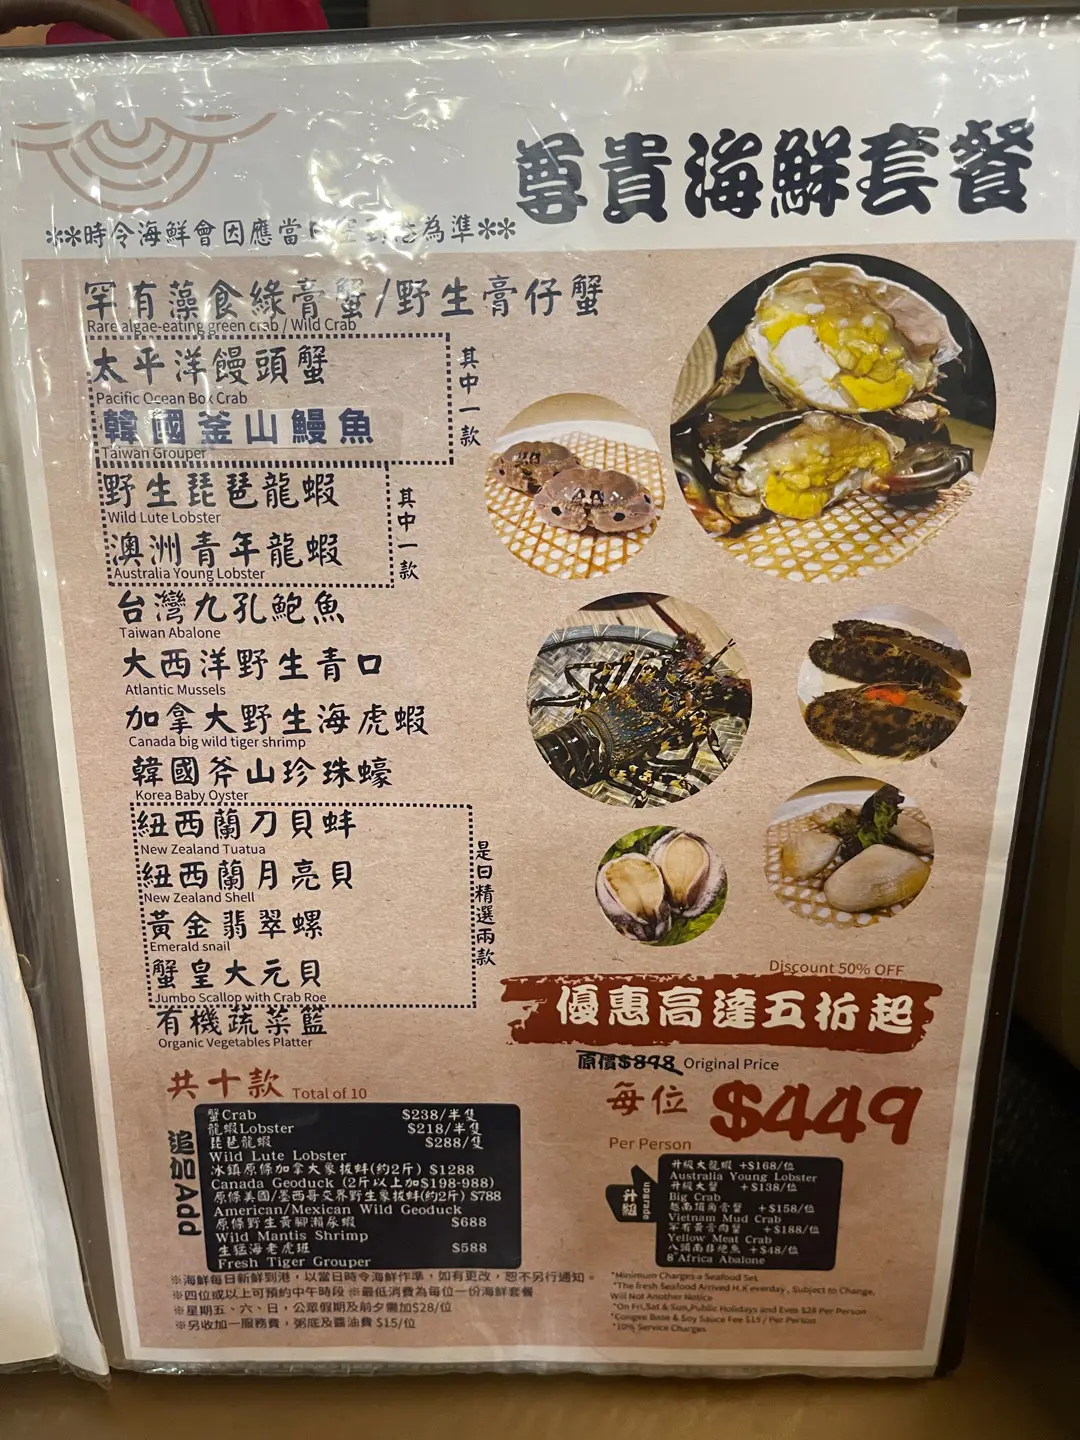 尊貴海鮮套餐
**時令海鮮會因應當日 為準**
罕有藻食綠膏蟹/野生膏仔蟹
Rare algae-eating green crab / Wild Crab
太平洋饅頭蟹
Pacific Ocean Box Crab
韓國釜山鰻魚
Taiwan Grouper
其中一款
野生琵琶龍蝦
Wild Lute Lobster
澳洲青年龍蝦
Australia Young Lobster
其中一款
台灣九孔鮑魚
Taiwan Abalone
大西洋野生青口
Atlantic Mussels
加拿大野生海虎蝦
Canada big wild tiger shrimp
韓國斧山珍珠蠔
Korea Baby Oyster
紐西蘭刀貝蚌
New Zealand Tuatua
紐西蘭月亮貝
New Zealand Shell
黃金翡翠螺
Emerald snail
蟹皇大元貝
Jumbo Scallop with Crab Roe
是日精選兩款
有機蔬菜籃
Organic Vegetables Platter
共十款 Total of 10
Discount 50% OFF
優惠高達五折起
原價$898 Original Price
每位 $449
Per Person
追加Add
蟹Crab $238/半隻
龍蝦Lobster $218/半隻
琵琶龍蝦 $288/隻
Wild Lute Lobster
冰鎮原條加拿大象拔蚌(約2斤) $1288
Canada Geoduck (2斤以上加$198-988)
原條美國/墨西哥交界野生象拔蚌(約2斤) $788
American/Mexican Wild Geoduck
原條野生黃腳瀨尿蝦 $688
Wild Mantis Shrimp
生猛海老虎班 $588
Fresh Tiger Grouper
升組 upgrade
升級大龍蝦 +$168/位
Australia Young Lobster
升級大蟹 +$138/位
Big Crab
越南頂角膏蟹 +$158/位
Vietnam Mud Crab
罕有黃膏肉蟹 +$188/位
Yellow Meat Crab
八頭南非鮑魚 +$48/位
8"Africa Abalone
※海鮮每日新鮮到港，以當日時令海鮮作準，如有更改，恕不另行通知。
※四位或以上可預約中午時段 ※最低消費為每位一份海鮮套餐
※星期五、六、日，公眾假期及前夕需加$28/位
※另收加一服務費，粥底及醬油費 $15/位
*Minimum Charges a Seafood Set
*The fresh Seafood Arrived H.K everday , Subject to Change,
Will Not Another Notice
*On Fri,Sat & Sun,Public Holidays and Eves $28 Per Person
*Congee Base & Soy Sauce Fee $15 / Per Person
*10% Service Charges